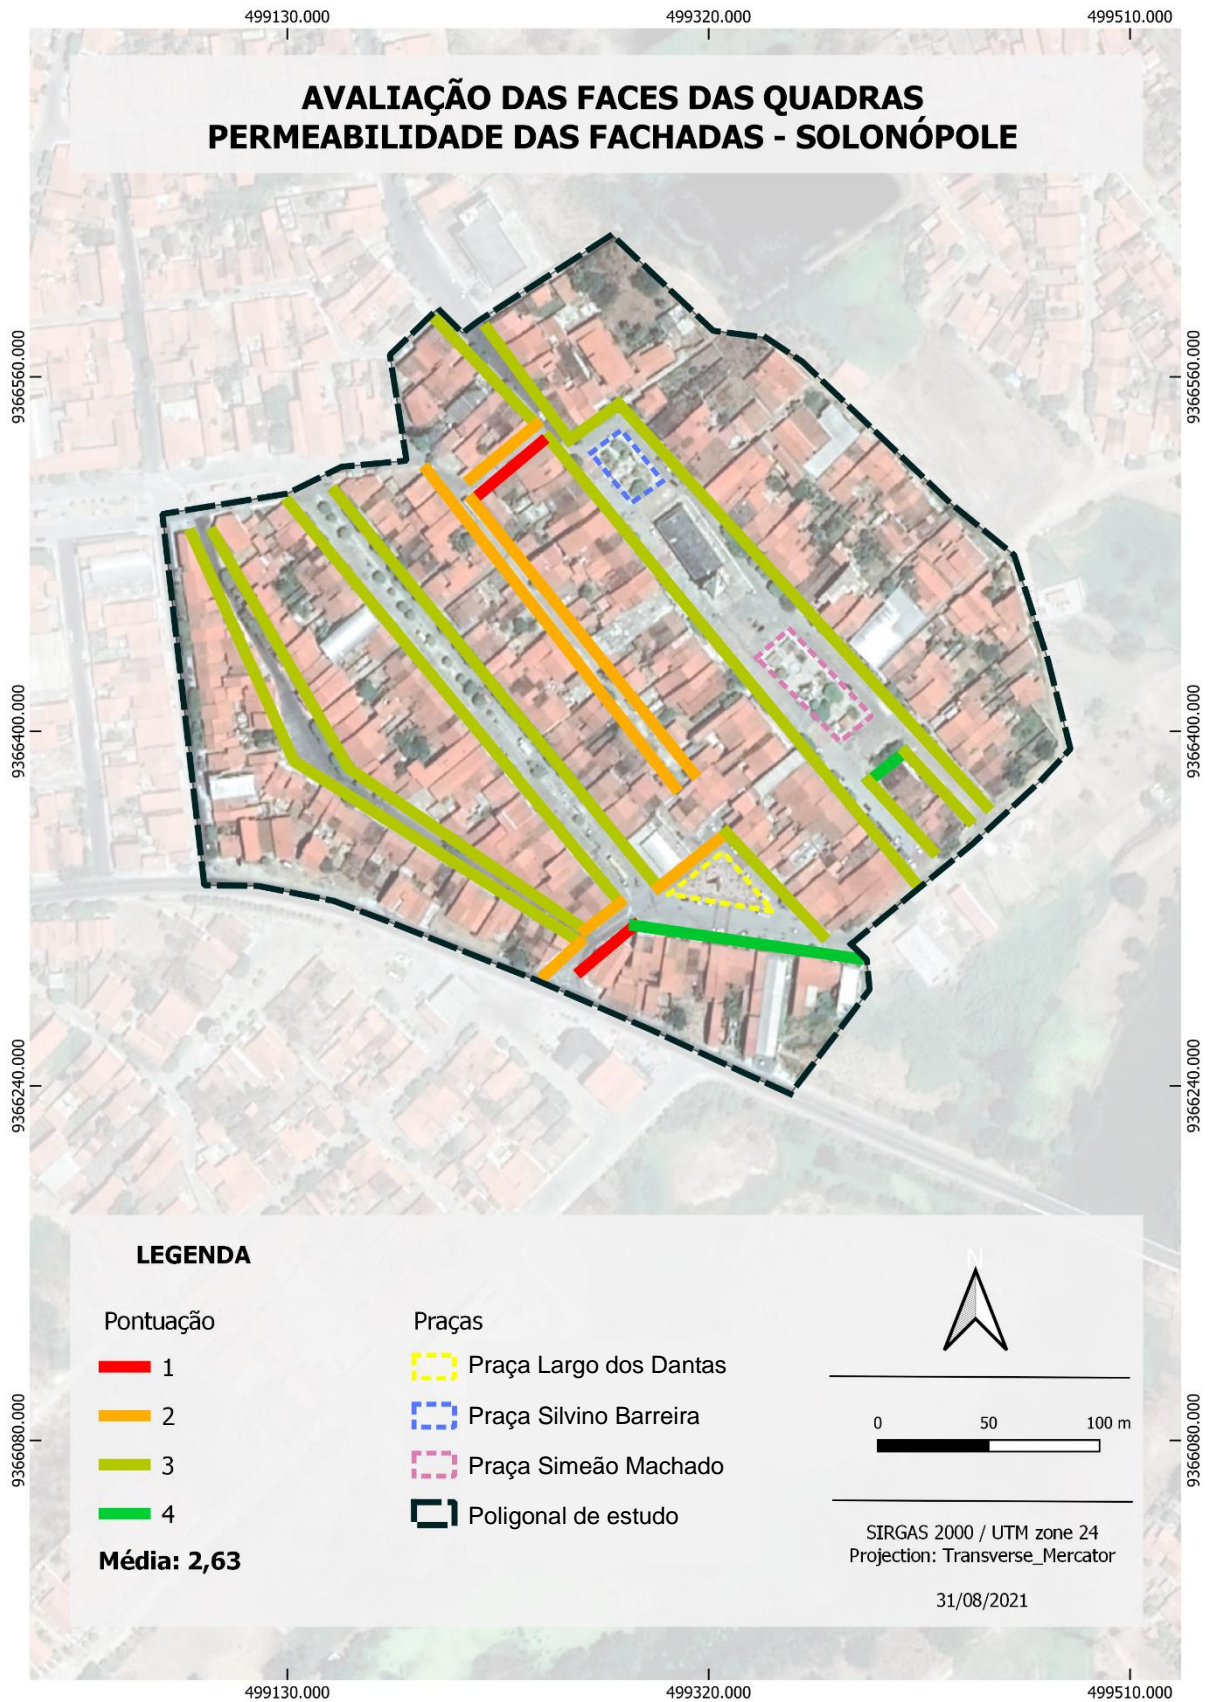 499130.000
499320.000
499510.000
AVALIAÇÃO DAS FACES DAS QUADRAS
PERMEABILIDADE DAS FACHADAS - SOLONÓPOLE
9366560.000
9366560.000
9366400.000
9366400.000
9366240.000
9366240.000
9366080.000
9366080.000
LEGENDA
Pontuação
1
2
3
4
Média: 2,63
Praças
Praça Largo dos Dantas
Praça Silvino Barreira
Praça Simeão Machado
Poligonal de estudo
N
0 50 100 m
SIRGAS 2000 / UTM zone 24
Projection: Transverse_Mercator
31/08/2021
499130.000
499320.000
499510.000